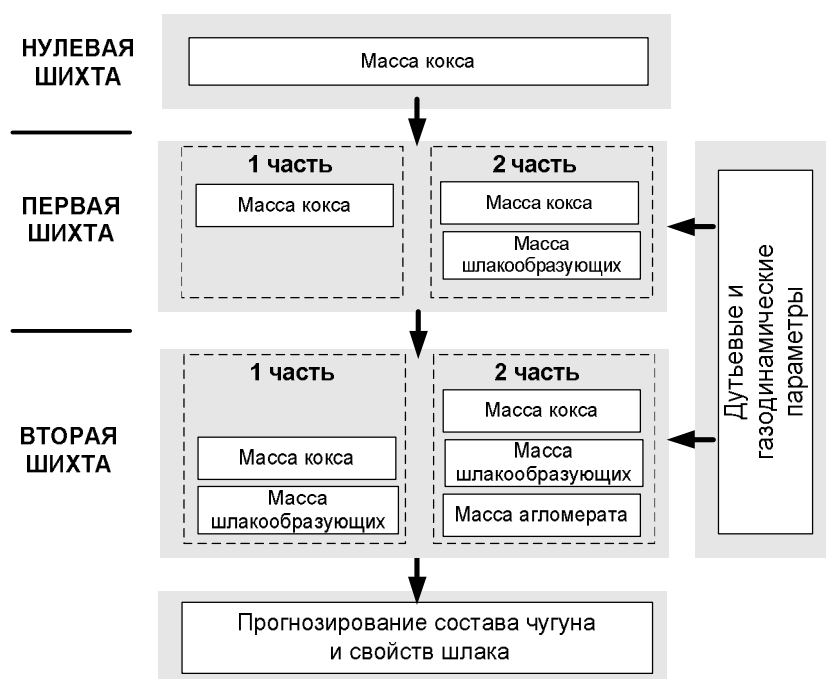 НУЛЕВАЯ
ШИХТА
Масса кокса
ПЕРВАЯ
ШИХТА
1 часть
Масса кокса
2 часть
Масса кокса
Масса
шлакообразующих
ВТОРАЯ
ШИХТА
1 часть
Масса кокса
Масса
шлакообразующих
2 часть
Масса кокса
Масса
шлакообразующих
Масса агломерата
Дутьевые и
газодинамические
параметры
Прогнозирование состава чугуна
и свойств шлака